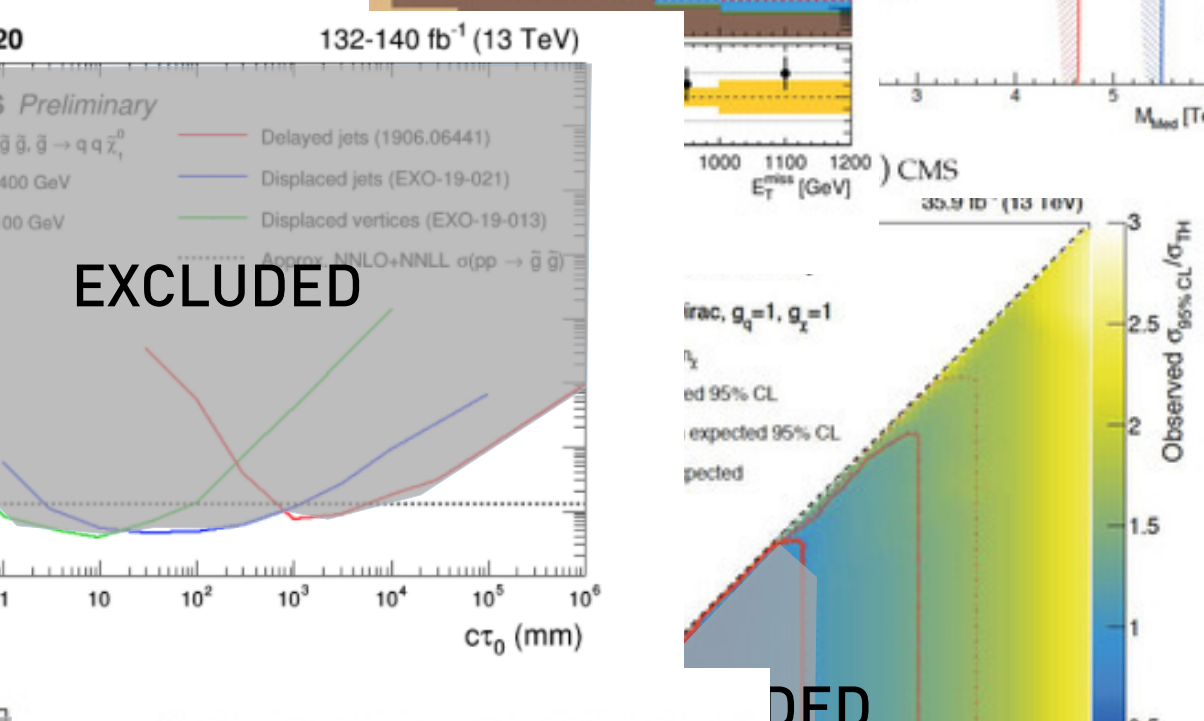 20
132-140 fb⁻¹ (13 TeV)
S Preliminary
g̃ g̃, g̃ → q q χ̃₁⁰
400 GeV
00 GeV
Delayed jets (1906.06441)
Displaced jets (EXO-19-021)
Displaced vertices (EXO-19-013)
Approx. NNLO+NNLL σ(pp → g̃ g̃)
EXCLUDED
1 10 10² 10³ 10⁴ 10⁵ 10⁶
cτ₀ (mm)
1000 1100 1200
E_T^miss [GeV]
3 4 5
M_Med [Te
) CMS
35.9 fb⁻¹ (13 TeV)
irac, g_q=1, g_χ=1
m_χ
ed 95% CL
expected 95% CL
pected
3
2.5
2
1.5
1
Observed σ_95% CL/σ_TH
DED